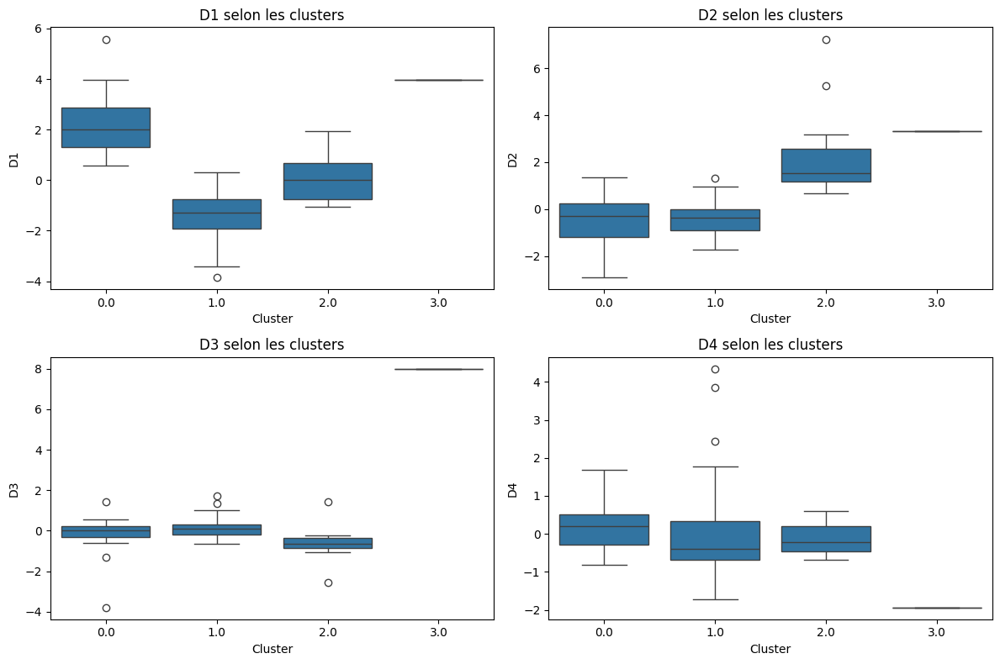 D1 selon les clusters
D1
6
4
2
0
−2
−4
0.0 1.0 2.0 3.0
Cluster
D2 selon les clusters
D2
6
4
2
0
−2
0.0 1.0 2.0 3.0
Cluster
D3 selon les clusters
D3
8
6
4
2
0
−2
−4
0.0 1.0 2.0 3.0
Cluster
D4 selon les clusters
D4
4
3
2
1
0
−1
−2
0.0 1.0 2.0 3.0
Cluster